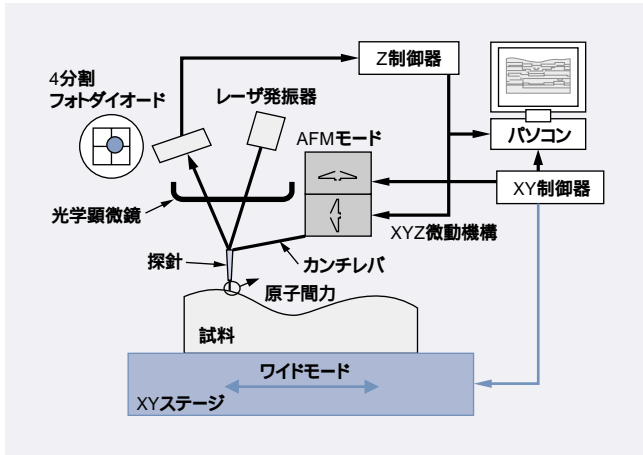 Z制御器
4分割
フォトダイオード
レーザ発振器
AFMモード
パソコン
XY制御器
光学顕微鏡
XYZ微動機構
探針
カンチレバ
原子間力
試料
ワイドモード
XYステージ